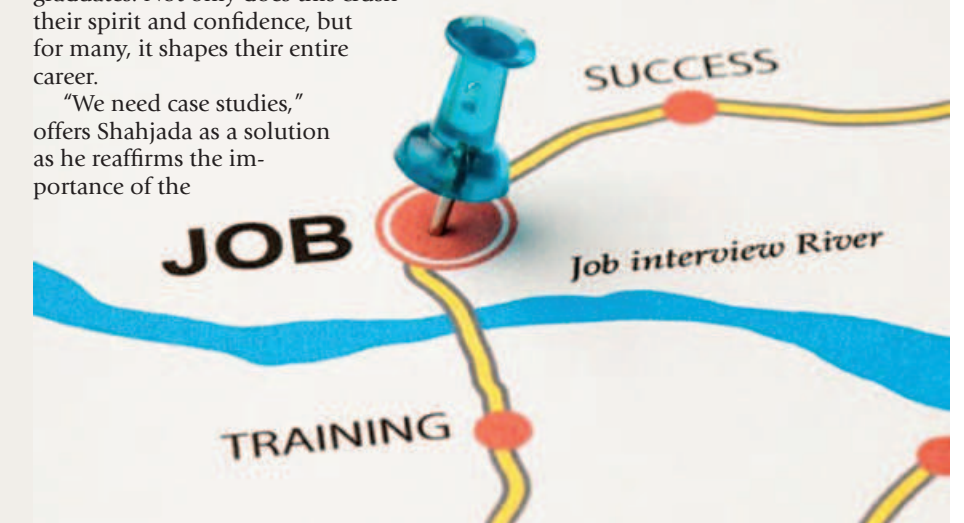 their spirit and confidence, but
for many, it shapes their entire
career.
"We need case studies,"
offers Shahjada as a solution
as he reaffirms the im-
portance of the
SUCCESS
JOB
Job interview River
TRAINING